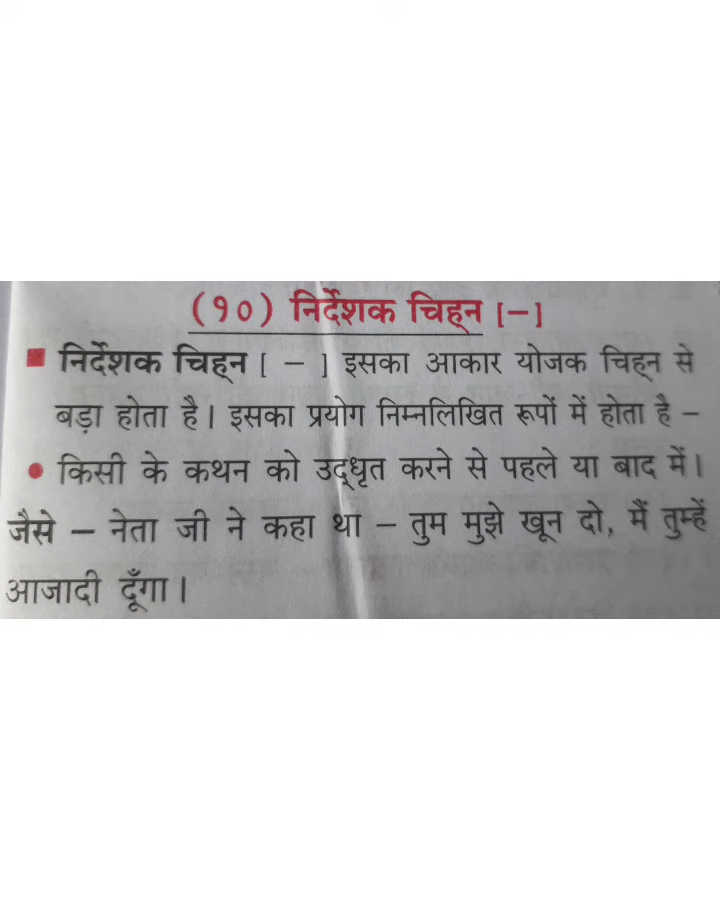 (१०) निर्देशक चिह्न [–]
■ निर्देशक चिह्न [ – ] इसका आकार योजक चिह्न से
बड़ा होता है। इसका प्रयोग निम्नलिखित रूपों में होता है –
• किसी के कथन को उद्धृत करने से पहले या बाद में।
जैसे – नेता जी ने कहा था – तुम मुझे खून दो, मैं तुम्हें
आजादी दूँगा।